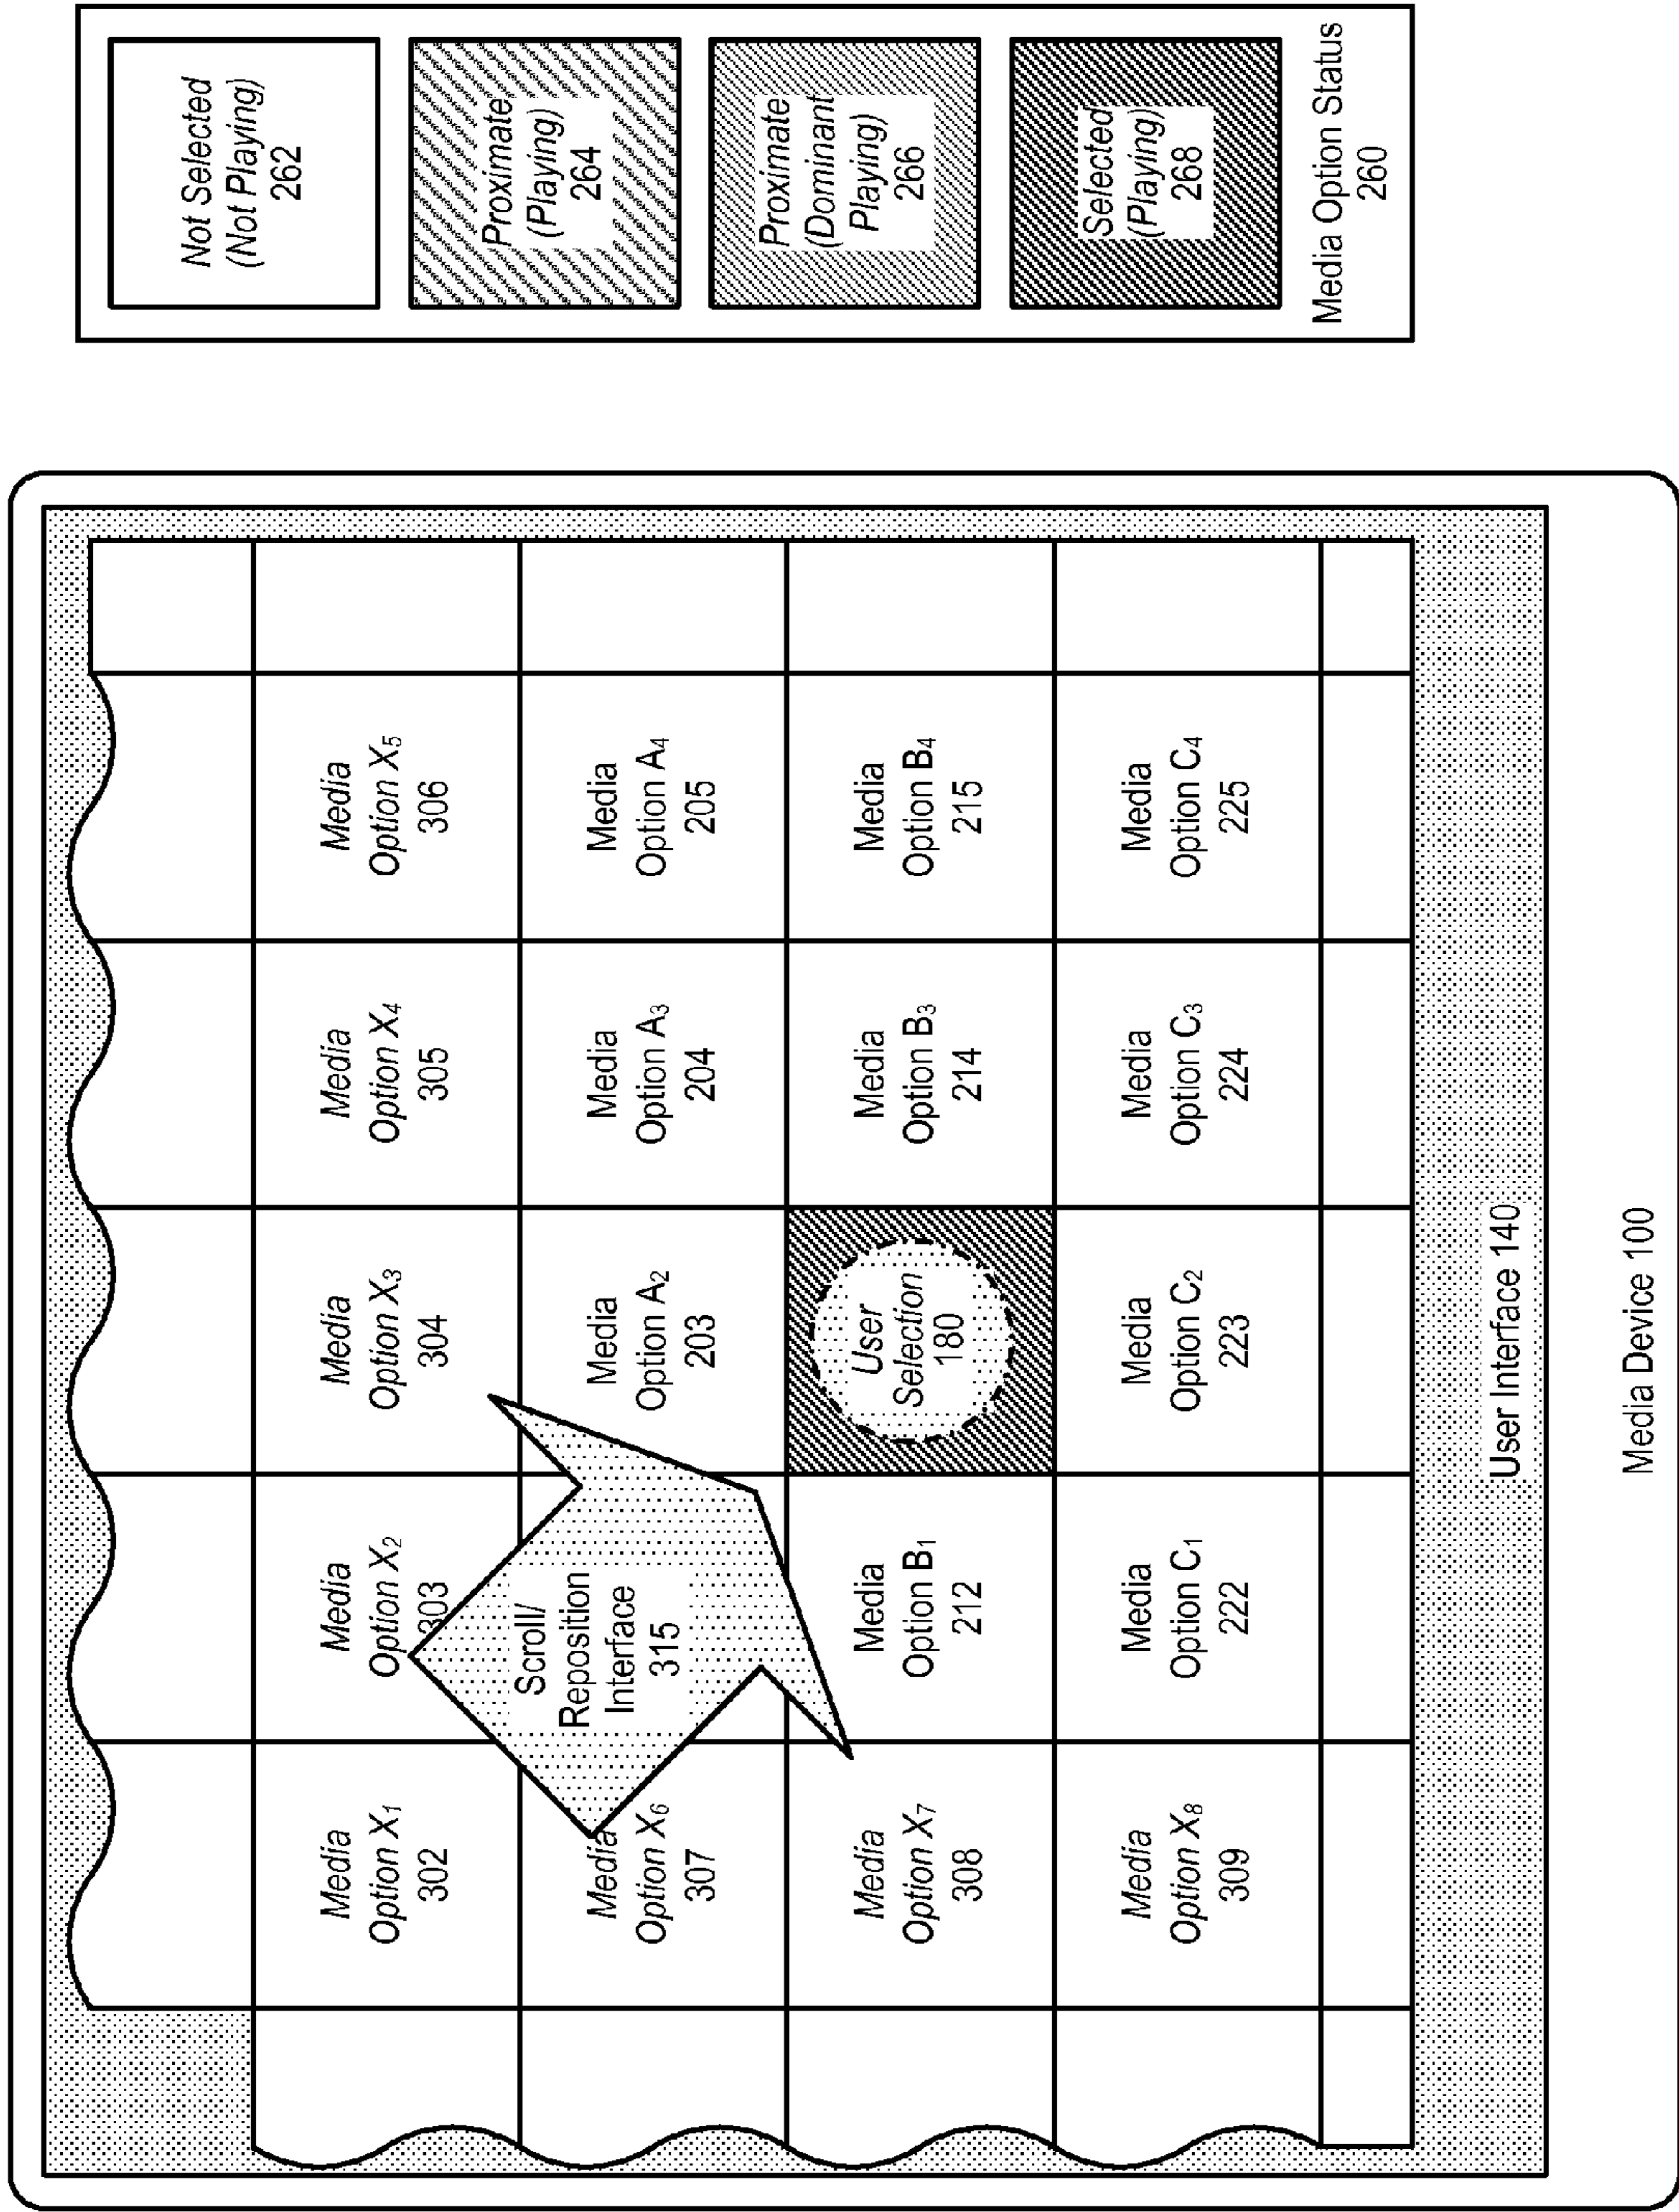 Media
Option X1
302
Media
Option X2
303
Media
Option X3
304
Media
Option X4
305
Media
Option X5
306
Media
Option X6
307
Scroll/
Reposition
Interface
315
Media
Option A2
203
Media
Option A3
204
Media
Option A4
205
Media
Option X7
308
Media
Option B1
212
User
Selection
180
Media
Option B3
214
Media
Option B4
215
Media
Option X8
309
Media
Option C1
222
Media
Option C2
223
Media
Option C3
224
Media
Option C4
225
User Interface 140
Media Device 100
Not Selected
(Not Playing)
262
Proximate
(Playing)
264
Proximate
(Dominant
Playing)
266
Selected
(Playing)
268
Media Option Status
260